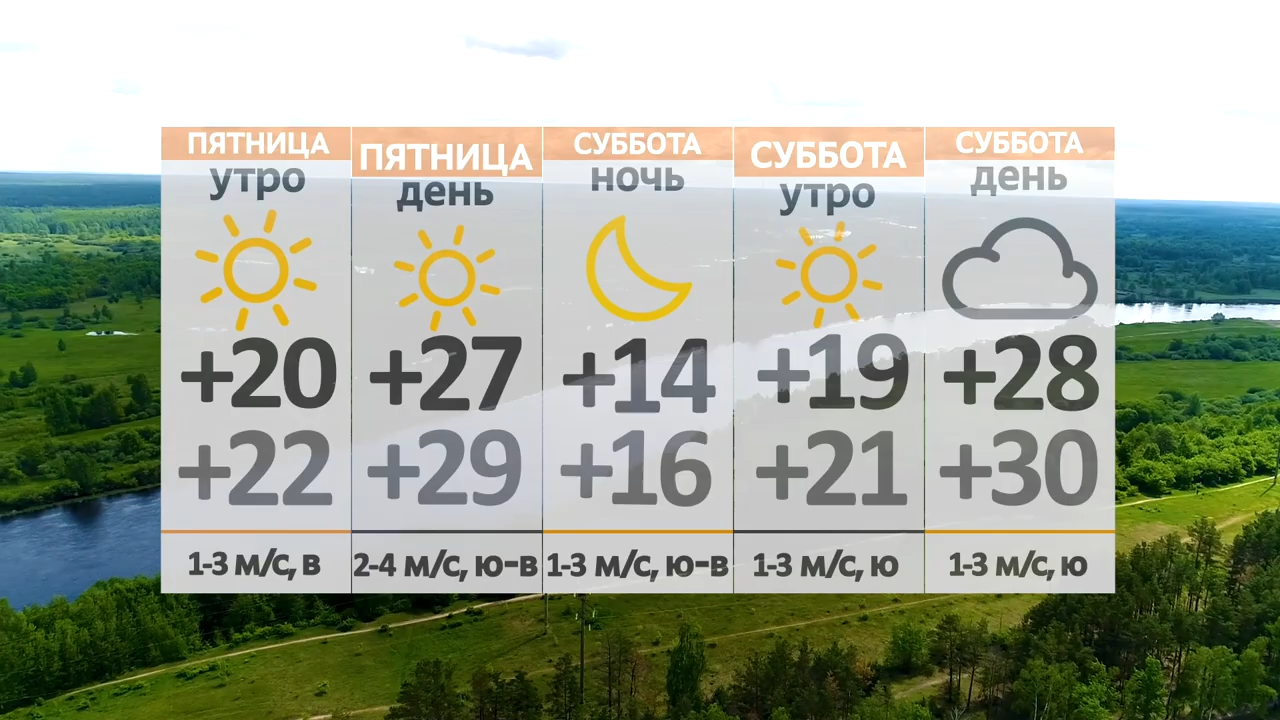 ПЯТНИЦА
утро
+20
+22
1-3 м/с, в
ПЯТНИЦА
день
+27
+29
2-4 м/с, ю-в
СУББОТА
ночь
+14
+16
1-3 м/с, ю-в
СУББОТА
утро
+19
+21
1-3 м/с, ю
СУББОТА
день
+28
+30
1-3 м/с, ю